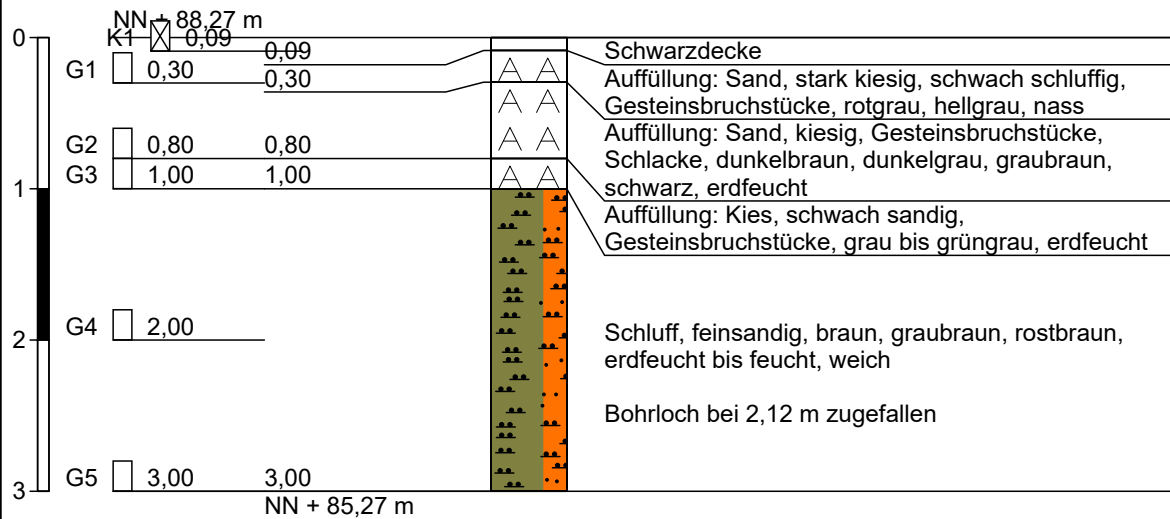 NN + 88,27 m
0
K1 0,09
0,09
Schwarzdecke
G1 0,30
0,30
Auffüllung: Sand, stark kiesig, schwach schluffig,
Gesteinsbruchstücke, rotgrau, hellgrau, nass
A A
A A
Auffüllung: Sand, kiesig, Gesteinsbruchstücke,
Schlacke, dunkelbraun, dunkelgrau, graubraun,
schwarz, erdfeucht
G2 0,80 0,80
A A
G3 1,00 1,00
A A
1
Auffüllung: Kies, schwach sandig,
Gesteinsbruchstücke, grau bis grüngrau, erdfeucht
G4 2,00
2
Schluff, feinsandig, braun, graubraun, rostbraun,
erdfeucht bis feucht, weich
Bohrloch bei 2,12 m zugefallen
G5 3,00 3,00
3
NN + 85,27 m